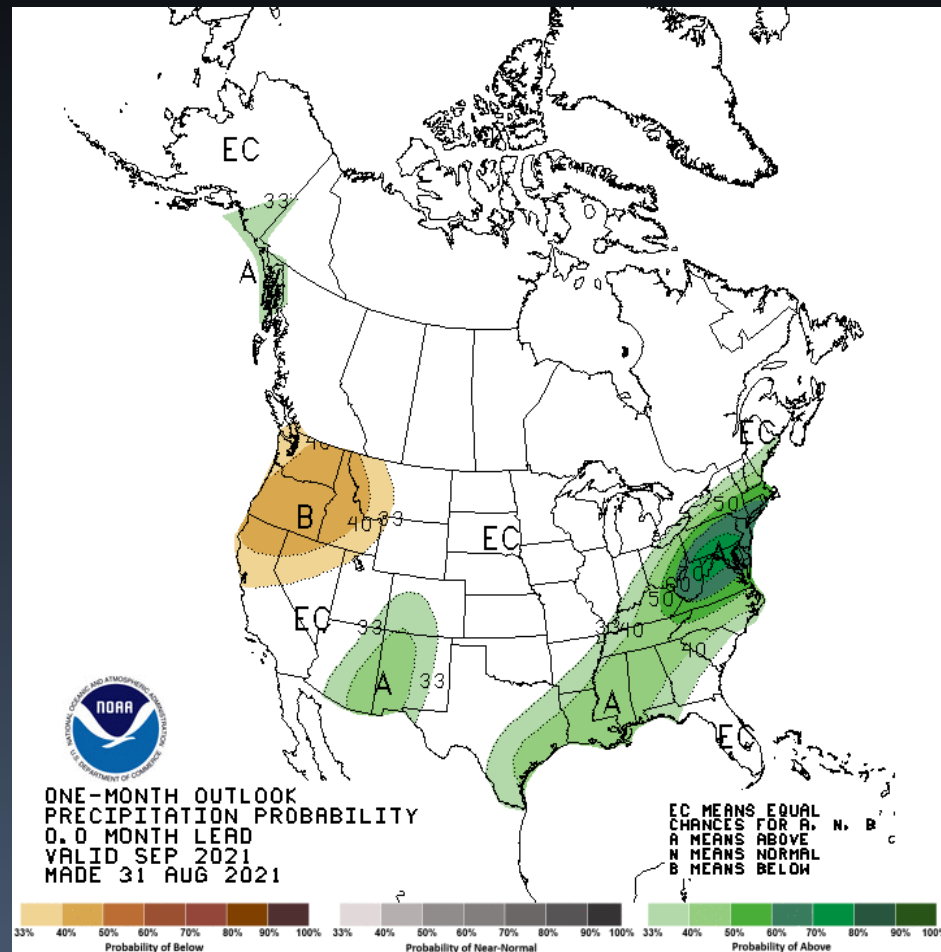 EC
33
A
EC
40
50
B
40 33
EC
A
60
50
EC
33
33 40
40
A
33
A
EC
NATIONAL OCEANIC AND ATMOSPHERIC ADMINISTRATION
NOAA
U.S. DEPARTMENT OF COMMERCE
ONE-MONTH OUTLOOK
PRECIPITATION PROBABILITY
0.0 MONTH LEAD
VALID SEP 2021
MADE 31 AUG 2021
EC MEANS EQUAL
CHANCES FOR A, N, B
A MEANS ABOVE
N MEANS NORMAL
B MEANS BELOW
33% 40% 50% 60% 70% 80% 90% 100%
Probability of Below
33% 40% 50% 60% 70% 80% 90% 100%
Probability of Near-Normal
33% 40% 50% 60% 70% 80% 90% 100%
Probability of Above